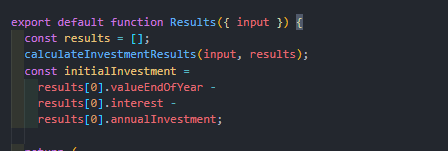 export default function Results({ input }) {
const results = [];
calculateInvestmentResults(input, results);
const initialInvestment =
results[0].valueEndOfYear -
results[0].interest -
results[0].annualInvestment;